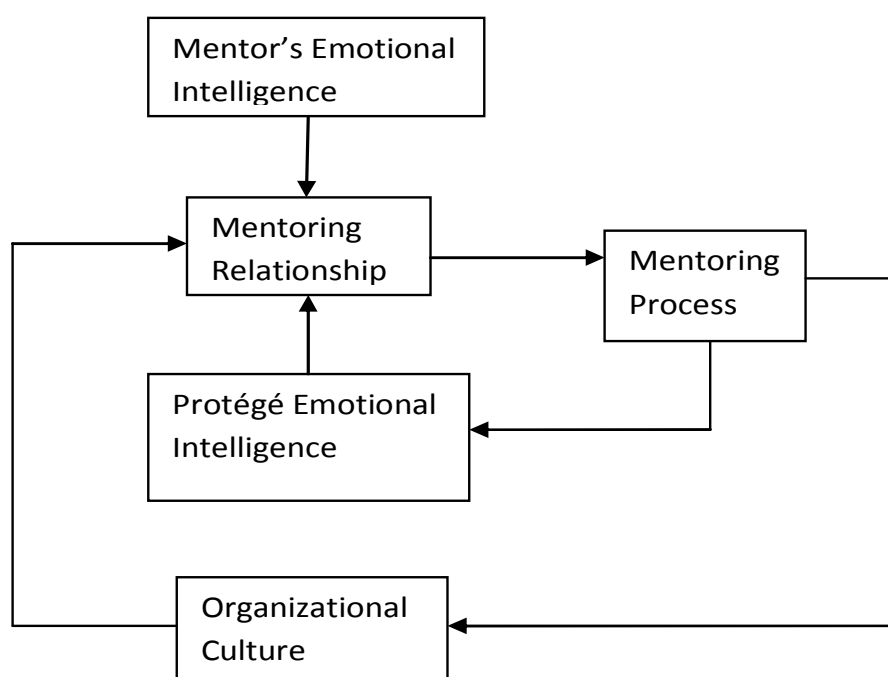 Mentor’s Emotional
Intelligence
Mentoring
Relationship
Mentoring
Process
Protégé Emotional
Intelligence
Organizational
Culture